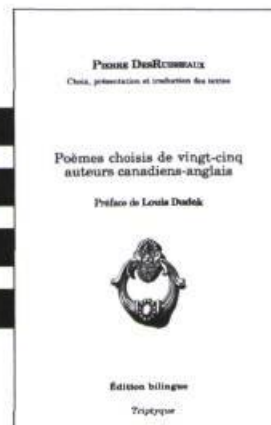 PIERRE DESRUISSEAUX
Choix, présentation et traduction des textes
Poèmes choisis de vingt-cinq
auteurs canadiens-anglais
Préface de Louis Dudek
Édition bilingue
Triptyque